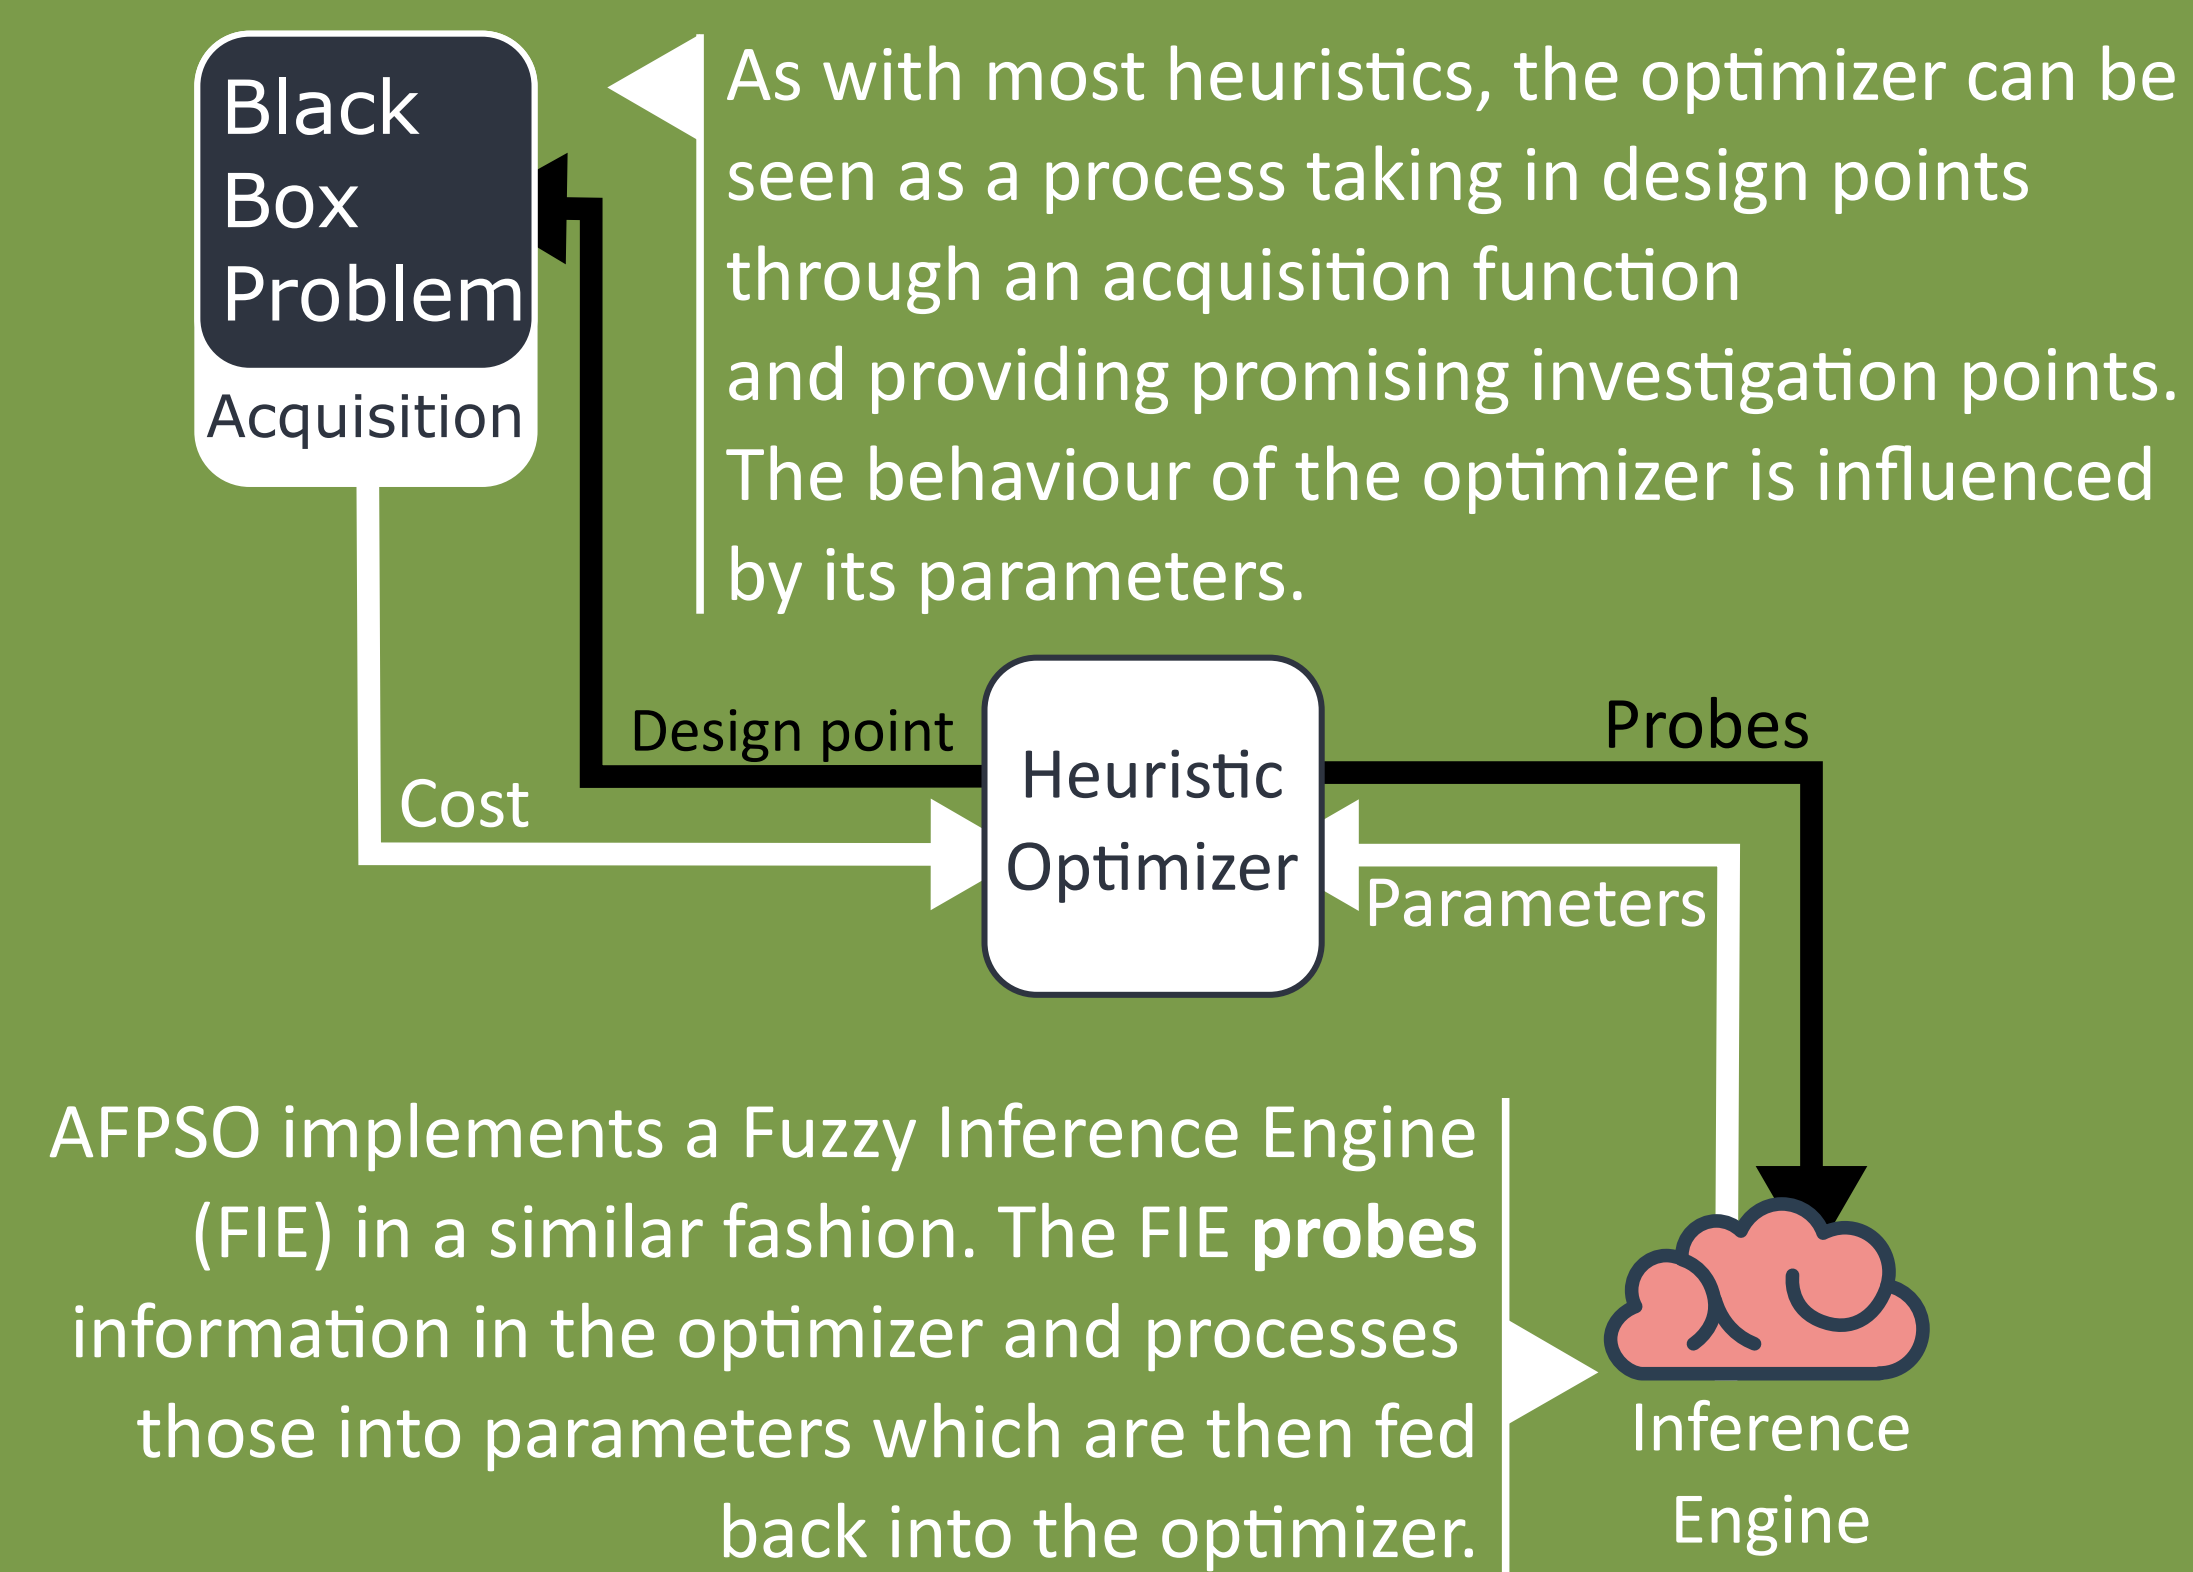 Black
Box
Problem
Acquisition
As with most heuristics, the optimizer can be
seen as a process taking in design points
through an acquisition function
and providing promising investigation points.
The behaviour of the optimizer is influenced
by its parameters.
Design point
Cost
Heuristic
Optimizer
Probes
Parameters
AFPSO implements a Fuzzy Inference Engine
(FIE) in a similar fashion. The FIE probes
information in the optimizer and processes
those into parameters which are then fed
back into the optimizer.
Inference
Engine